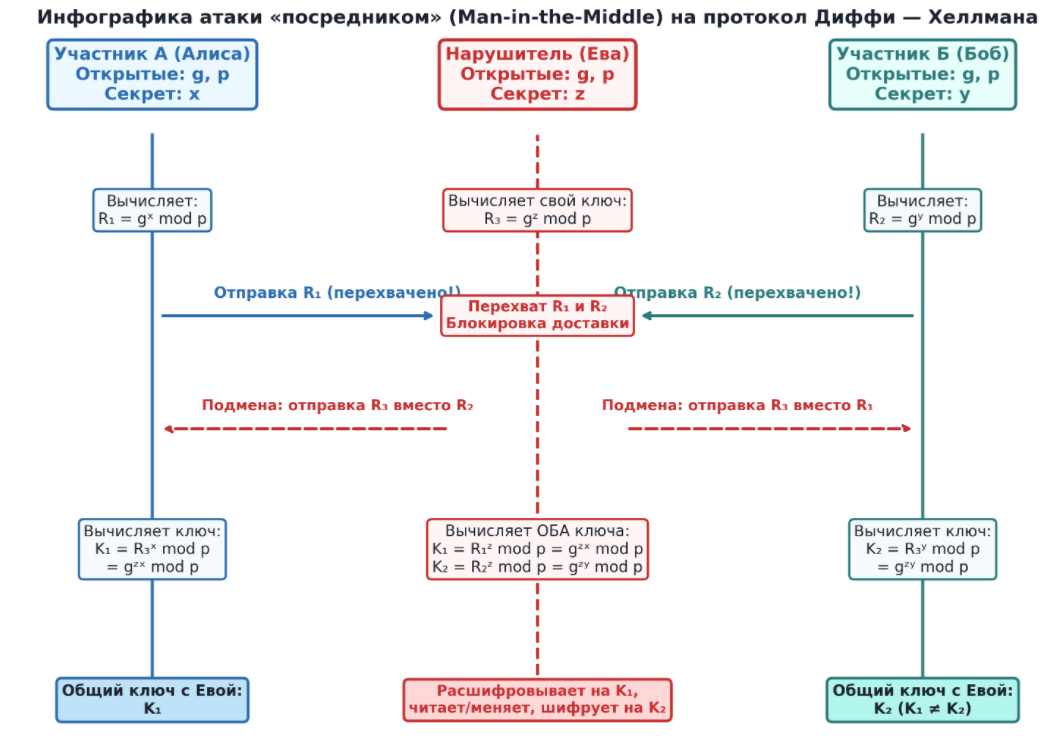 Инфографика атаки «посредником» (Man-in-the-Middle) на протокол Диффи — Хеллмана
Участник А (Алиса)
Открытые: g, p
Секрет: x
Нарушитель (Ева)
Открытые: g, p
Секрет: z
Участник Б (Боб)
Открытые: g, p
Секрет: y
Вычисляет:
R₁ = gˣ mod p
Вычисляет свой ключ:
R₃ = gᶻ mod p
Вычисляет:
R₂ = gʸ mod p
Отправка R₁ (перехвачено!)
Отправка R₂ (перехвачено!)
Перехват R₁ и R₂
Блокировка доставки
Подмена: отправка R₃ вместо R₂
Подмена: отправка R₃ вместо R₁
Вычисляет ключ:
K₁ = R₃ˣ mod p
= gᶻˣ mod p
Вычисляет ОБА ключа:
K₁ = R₁ᶻ mod p = gᶻˣ mod p
K₂ = R₂ᶻ mod p = gᶻʸ mod p
Вычисляет ключ:
K₂ = R₃ʸ mod p
= gᶻʸ mod p
Общий ключ с Евой:
K₁
Расшифровывает на K₁,
читает/меняет, шифрует на K₂
Общий ключ с Евой:
K₂ (K₁ ≠ K₂)